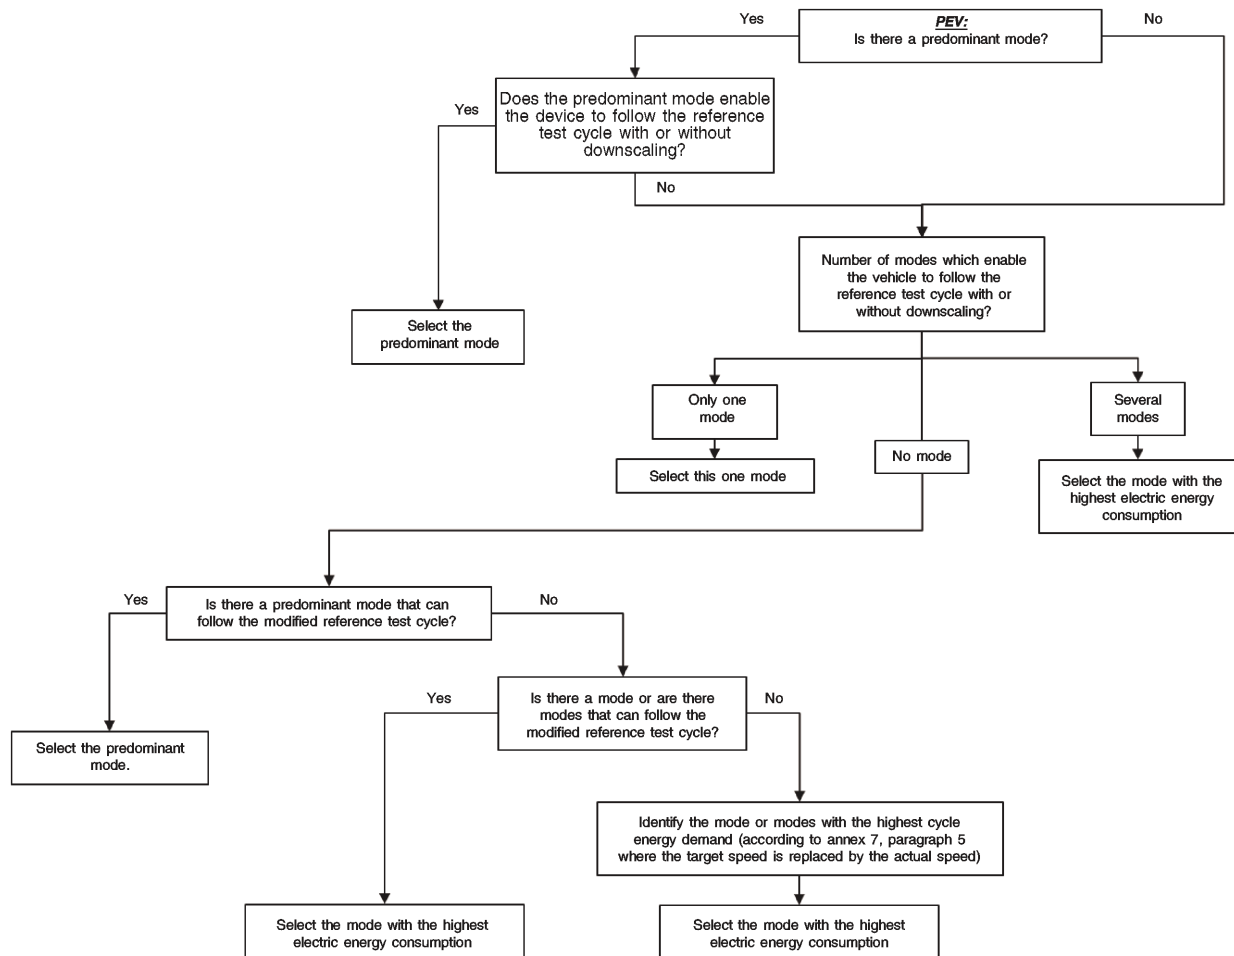 Yes
PEV:
Is there a predominant mode?
No
Does the predominant mode enable
the device to follow the reference
test cycle with or without
downscaling?
Yes
No
Number of modes which enable
the vehicle to follow the
reference test cycle with or
without downscaling?
Select the
predominant mode
Only one
mode
Several
modes
No mode
Select this one mode
Select the mode with the
highest electric energy
consumption
Yes
Is there a predominant mode that can
follow the modified reference test cycle?
No
Yes
Is there a mode or are there
modes that can follow the
modified reference test cycle?
No
Select the predominant
mode.
Identify the mode or modes with the highest cycle
energy demand (according to annex 7, paragraph 5
where the target speed is replaced by the actual speed)
Select the mode with the highest
electric energy consumption
Select the mode with the highest
electric energy consumption